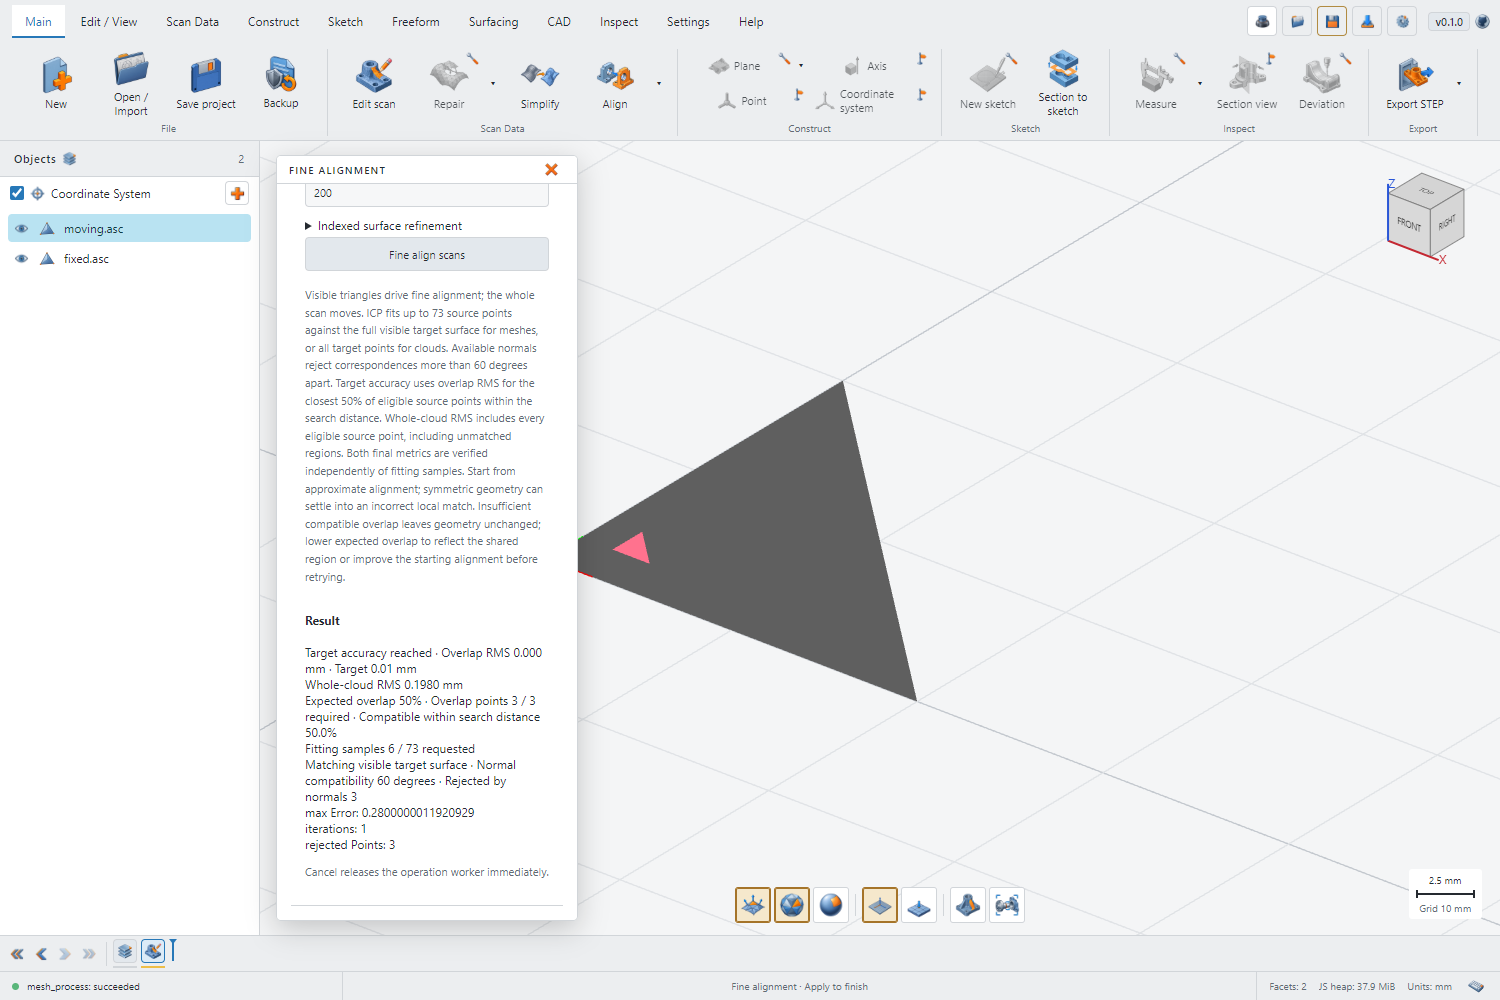 Main Edit / View Scan Data Construct Sketch Freeform Surfacing CAD Inspect Settings Help v0.1.0
New
Open / Import
Save project
Backup
File
Edit scan
Repair
Simplify
Align
Scan Data
Plane
Axis
Point
Coordinate system
Construct
New sketch
Section to sketch
Sketch
Measure
Section view
Deviation
Inspect
Export STEP
Export
Objects 2
Coordinate System
moving.asc
fixed.asc
FINE ALIGNMENT
200
Indexed surface refinement
Fine align scans
Visible triangles drive fine alignment; the whole
scan moves. ICP fits up to 73 source points
against the full visible target surface for meshes,
or all target points for clouds. Available normals
reject correspondences more than 60 degrees
apart. Target accuracy uses overlap RMS for the
closest 50% of eligible source points within the
search distance. Whole-cloud RMS includes every
eligible source point, including unmatched
regions. Both final metrics are verified
independently of fitting samples. Start from
approximate alignment; symmetric geometry can
settle into an incorrect local match. Insufficient
compatible overlap leaves geometry unchanged;
lower expected overlap to reflect the shared
region or improve the starting alignment before
retrying.
Result
Target accuracy reached · Overlap RMS 0.000
mm · Target 0.01 mm
Whole-cloud RMS 0.1980 mm
Expected overlap 50% · Overlap points 3 / 3
required · Compatible within search distance
50.0%
Fitting samples 6 / 73 requested
Matching visible target surface · Normal
compatibility 60 degrees · Rejected by
normals 3
max Error: 0.2800000011920929
iterations: 1
rejected Points: 3
Cancel releases the operation worker immediately.
Z
TOP
FRONT
RIGHT
X
2.5 mm
Grid 10 mm
mesh_process: succeeded
Fine alignment · Apply to finish
Facets: 2 JS heap: 37.9 MiB Units: mm